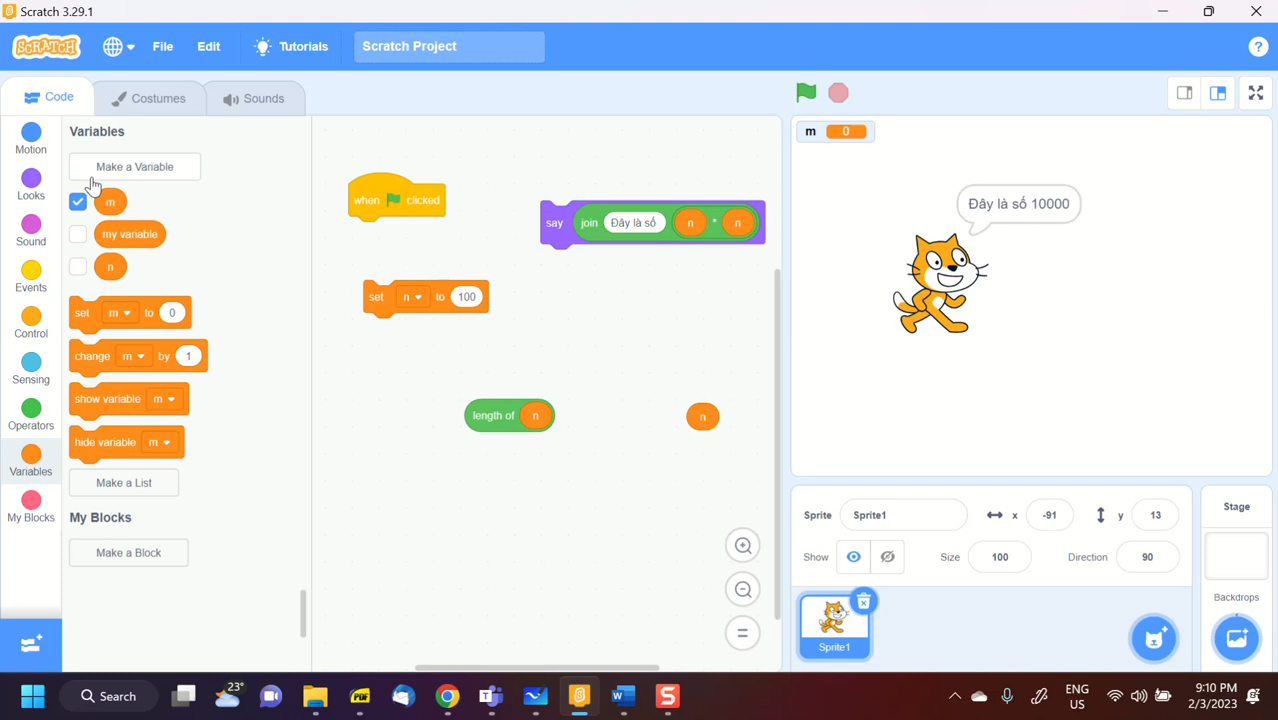 Scratch 3.29.1
SCRATCH File Edit Tutorials Scratch Project ?
Code Costumes Sounds
Motion
Looks
Sound
Events
Control
Sensing
Operators
Variables
My Blocks
Variables
Make a Variable
m
my variable
n
set m to 0
change m by 1
show variable m
hide variable m
Make a List
My Blocks
Make a Block
when clicked
say join Đây là số n * n
set n to 100
length of n
n
m 0
Đây là số 10000
Sprite Sprite1 x -91 y 13
Show Size 100 Direction 90
Sprite1
Stage
Backdrops
Search
23°
PDF
W
S
ENG
US
9:10 PM
2/3/2023